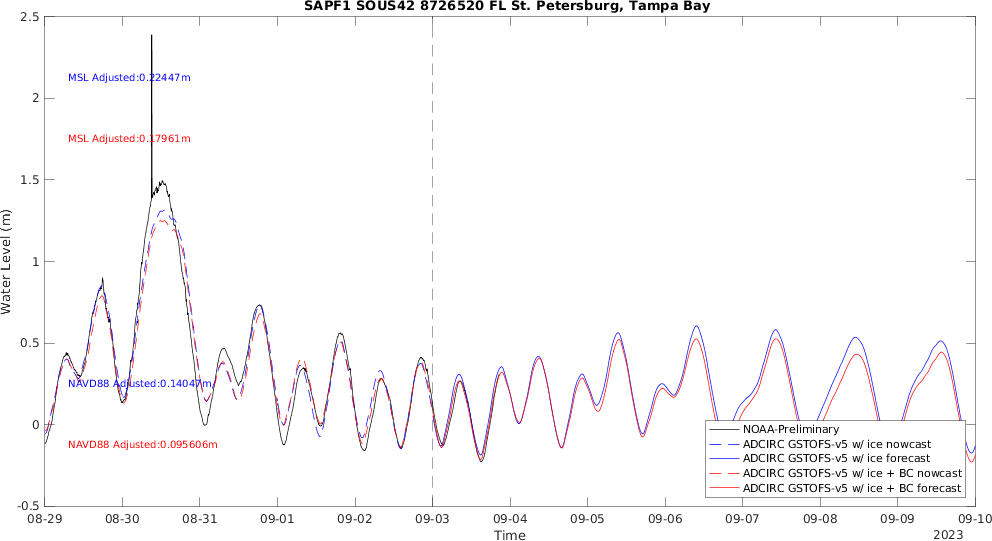 SAPF1 SOUS42 8726520 FL St. Petersburg, Tampa Bay
2.5
2
1.5
1
0.5
0
-0.5
Water Level (m)
MSL Adjusted:0.22447m
MSL Adjusted:0.17961m
NAVD88 Adjusted:0.14047m
NAVD88 Adjusted:0.095606m
NOAA-Preliminary
ADCIRC GSTOFS-v5 w/ ice nowcast
ADCIRC GSTOFS-v5 w/ ice forecast
ADCIRC GSTOFS-v5 w/ ice + BC nowcast
ADCIRC GSTOFS-v5 w/ ice + BC forecast
08-29 08-30 08-31 09-01 09-02 09-03 09-04 09-05 09-06 09-07 09-08 09-09 09-10
Time
2023